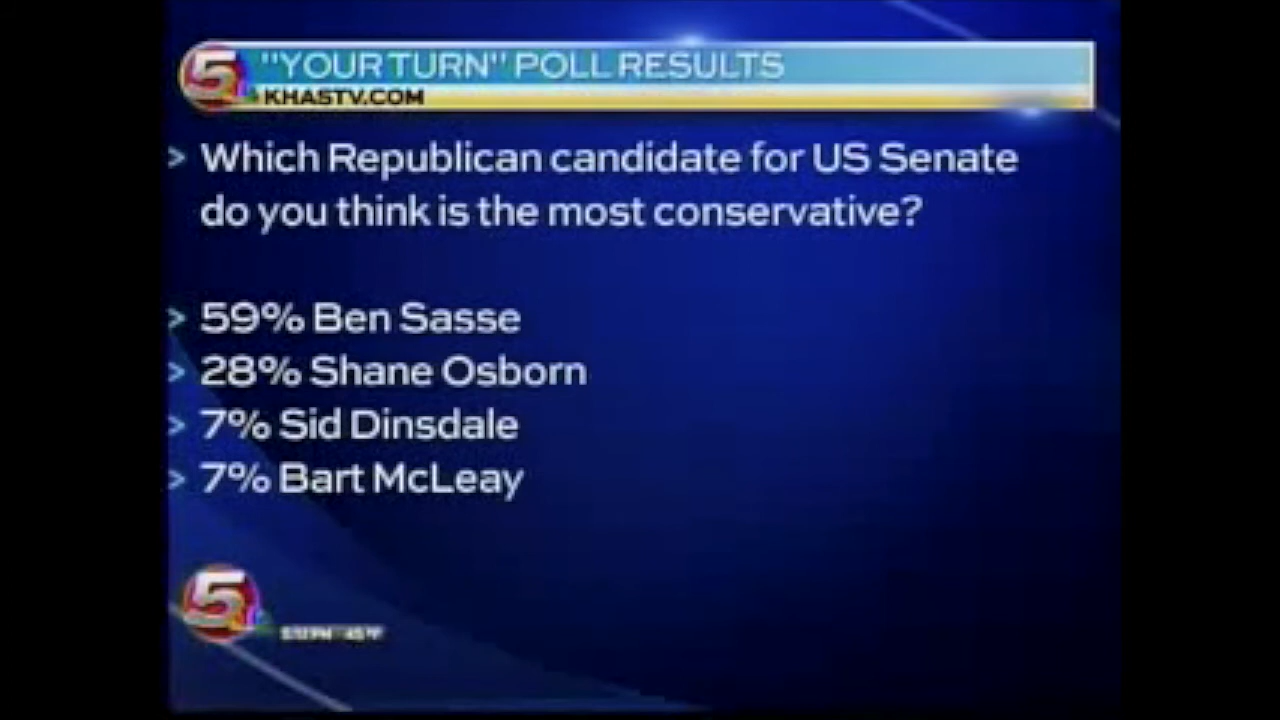 5 "YOUR TURN" POLL RESULTS
KHASTV.COM
> Which Republican candidate for US Senate
do you think is the most conservative?
> 59% Ben Sasse
> 28% Shane Osborn
> 7% Sid Dinsdale
> 7% Bart McLeay
5